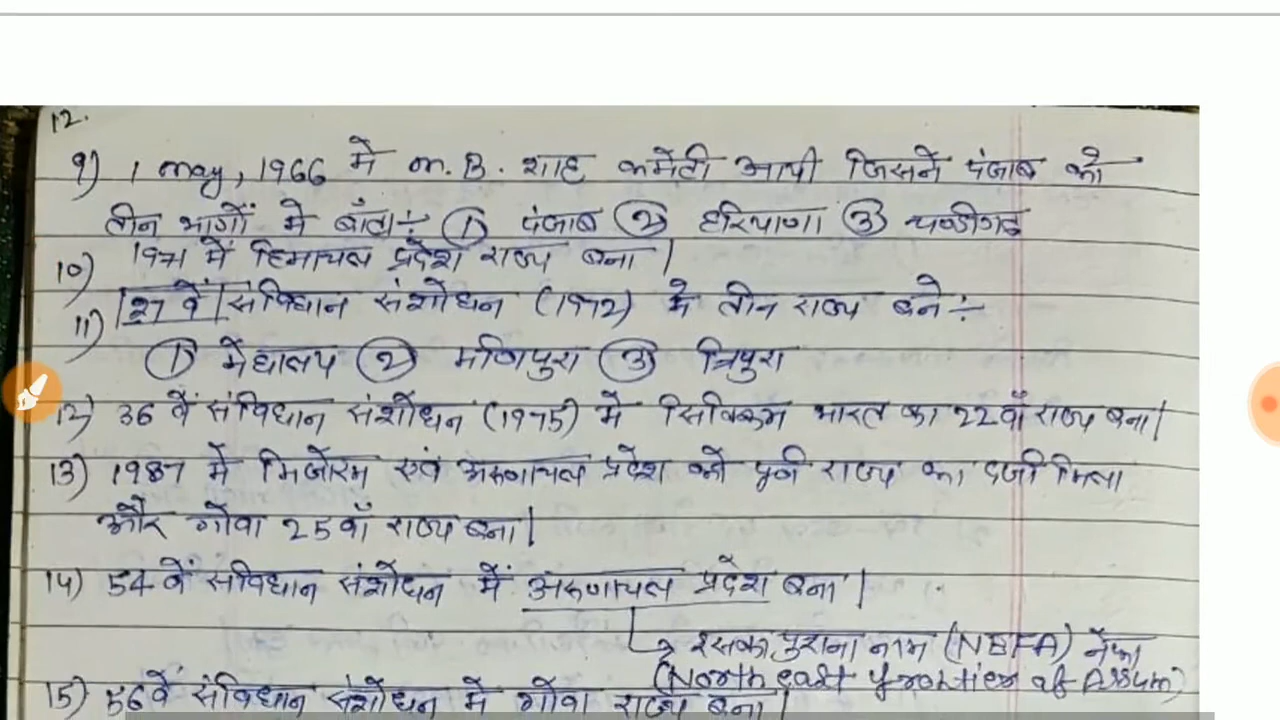 12.
9) 1 may, 1966 में m. B. शाह कमेटी आयी जिसने पंजाब को
तीन भागों में बाँटा÷ ① पंजाब ② हरियाणा ③ चण्डीगढ़
10) 1971 में हिमाचल प्रदेश राज्य बना।
11) 27 वें संविधान संशोधन (1972) में तीन राज्य बने÷
① मेघालय ② मणिपुरा ③ त्रिपुरा
12) 36 वें संविधान संशोधन (1975) में सिक्किम भारत का 22वाँ राज्य बना।
13) 1987 में मिजोरम एवं अरुणाचल प्रदेश को पूर्ण राज्य का दर्जा मिला
और गोवा 25वाँ राज्य बना।
14) 54 वें संविधान संशोधन में अरुणाचल प्रदेश बना।
इसका पुराना नाम (NEFA) नेफा
(North east frontier of Assam)
15) 56वें संविधान संशोधन में गोवा राज्य बना।